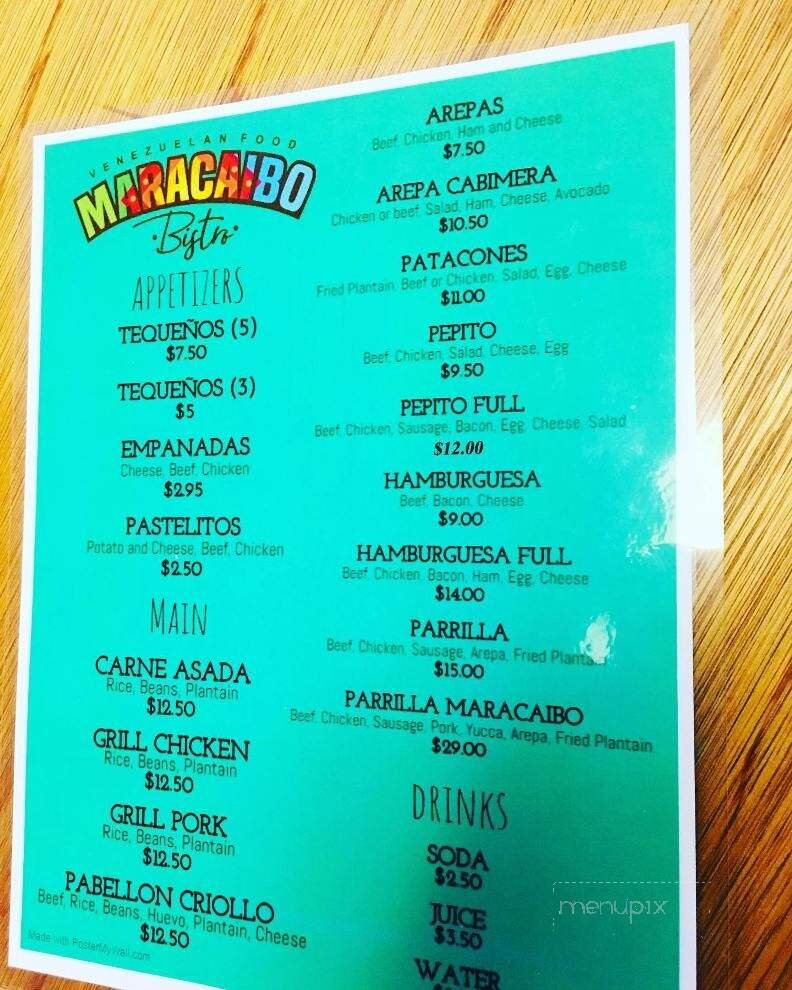 VENEZUELAN FOOD
MARACAIBO
Bistro
APPETIZERS
TEQUEÑOS (5)
$7.50
TEQUEÑOS (3)
$5
EMPANADAS
Cheese, Beef, Chicken
$2.95
PASTELITOS
Potato and Cheese, Beef, Chicken
$2.50
MAIN
CARNE ASADA
Rice, Beans, Plantain
$12.50
GRILL CHICKEN
Rice, Beans, Plantain
$12.50
GRILL PORK
Rice, Beans, Plantain
$12.50
PABELLON CRIOLLO
Beef, Rice, Beans, Huevo, Plantain, Cheese
$12.50
Made with PosterMyWall.com
AREPAS
Beef, Chicken, Ham and Cheese
$7.50
AREPA CABIMERA
Chicken or beef, Salad, Ham, Cheese, Avocado
$10.50
PATACONES
Fried Plantain, Beef or Chicken, Salad, Egg, Cheese
$11.00
PEPITO
Beef, Chicken, Salad, Cheese, Egg
$9.50
PEPITO FULL
Beef, Chicken, Sausage, Bacon, Egg, Cheese, Salad
$12.00
HAMBURGUESA
Beef, Bacon, Cheese
$9.00
HAMBURGUESA FULL
Beef, Chicken, Bacon, Ham, Egg, Cheese
$14.00
PARRILLA
Beef, Chicken, Sausage, Arepa, Fried Planta
$15.00
PARRILLA MARACAIBO
Beef, Chicken, Sausage, Pork, Yucca, Arepa, Fried Plantain
$29.00
DRINKS
SODA
$2.50
JUICE
$3.50
WATER
menupix